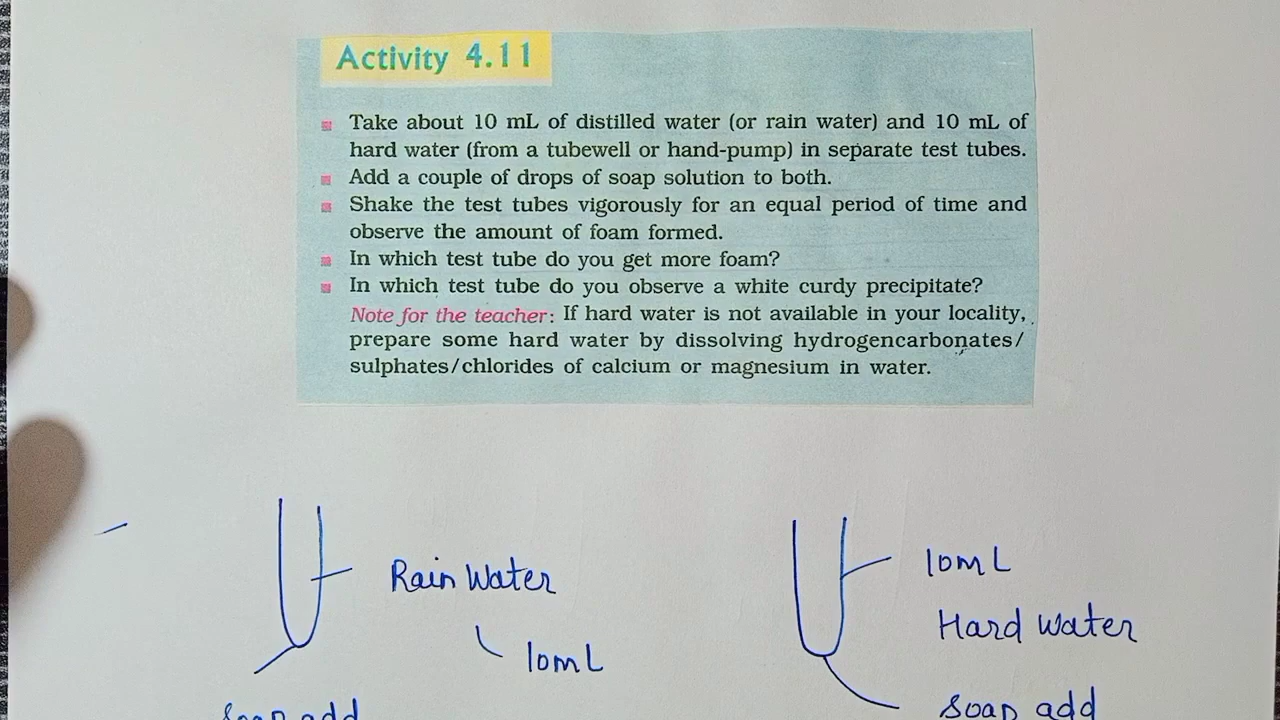 Activity 4.11
Take about 10 mL of distilled water (or rain water) and 10 mL of
hard water (from a tubewell or hand-pump) in separate test tubes.
Add a couple of drops of soap solution to both.
Shake the test tubes vigorously for an equal period of time and
observe the amount of foam formed.
In which test tube do you get more foam?
In which test tube do you observe a white curdy precipitate?
Note for the teacher: If hard water is not available in your locality,
prepare some hard water by dissolving hydrogencarbonates/
sulphates/chlorides of calcium or magnesium in water.
Rain Water
10mL
Soap add
10mL
Hard Water
Soap add